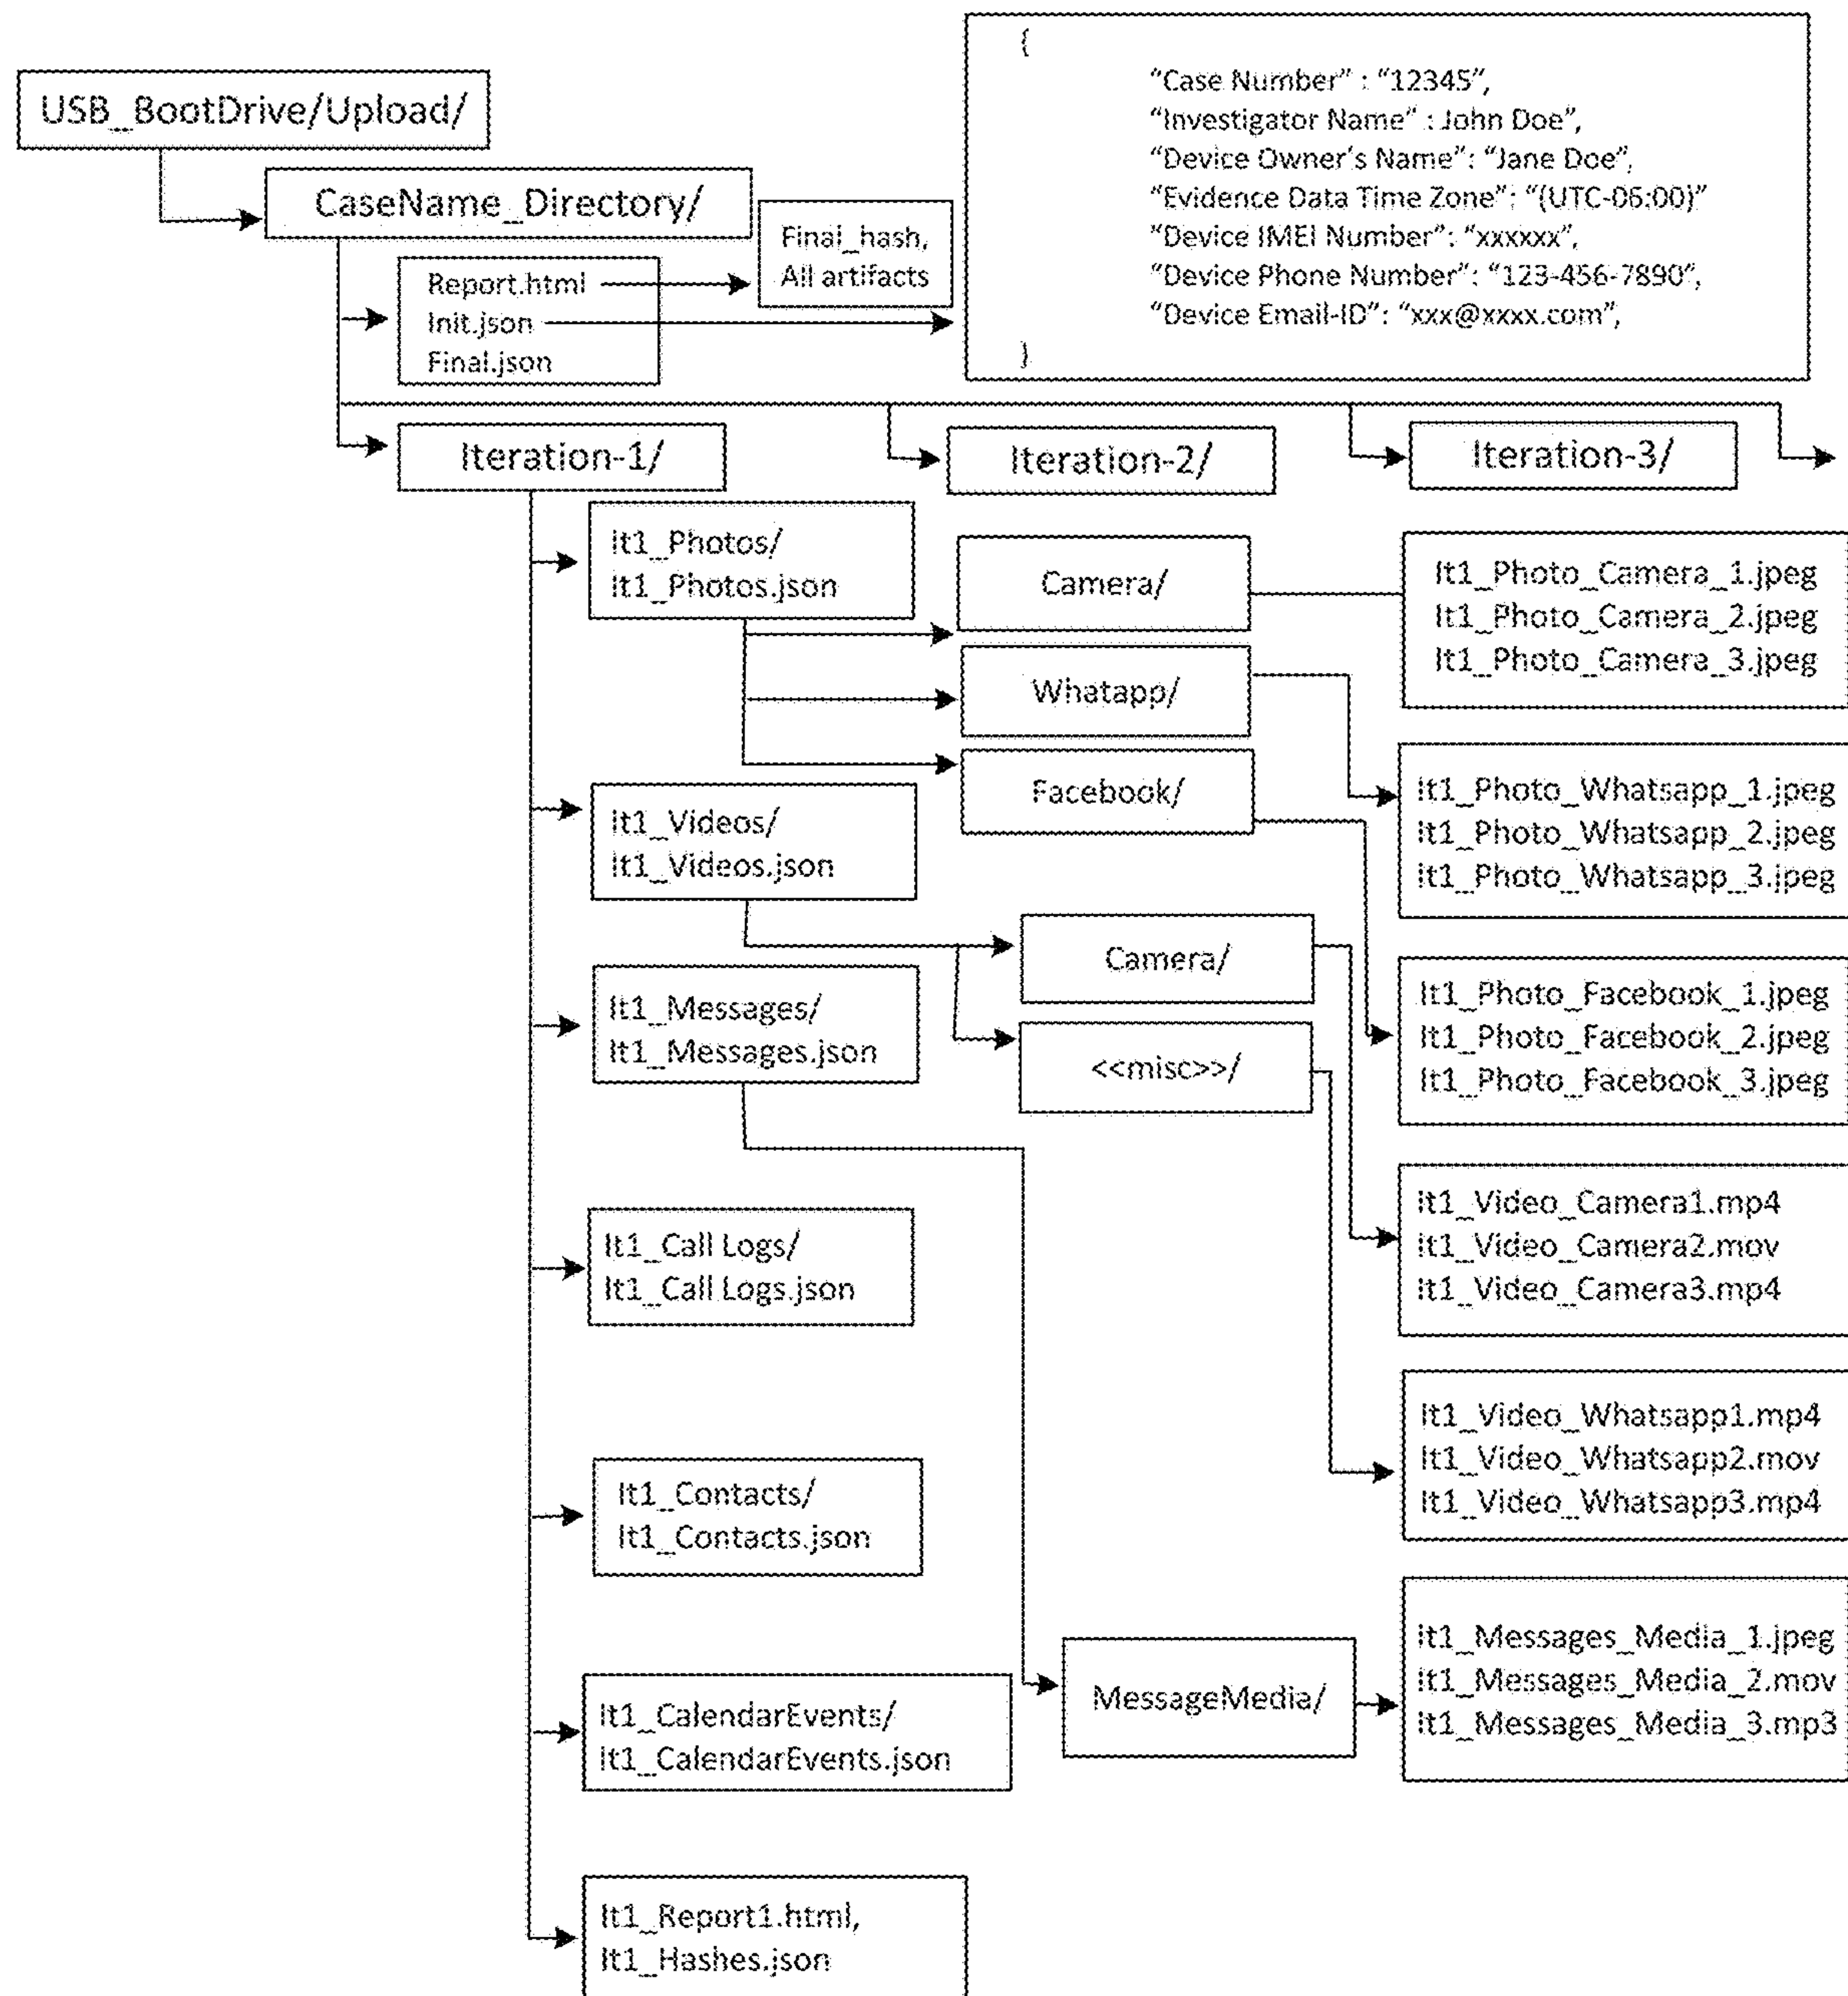 USB_BootDrive/Upload/
CaseName_Directory/
Report.html
Init.json
Final.json
Final_hash,
All artifacts
{
“Case Number” : “12345”,
“Investigator Name” : John Doe”,
“Device Owner’s Name”: “Jane Doe”,
“Evidence Data Time Zone”: “(UTC-06:00)”
“Device IMEI Number”: “xxxxxx”,
“Device Phone Number”: “123-456-7890”,
“Device Email-ID”: “xxx@xxxx.com”,
}
Iteration-1/
Iteration-2/
Iteration-3/
It1_Photos/
It1_Photos.json
Camera/
Whatapp/
Facebook/
It1_Photo_Camera_1.jpeg
It1_Photo_Camera_2.jpeg
It1_Photo_Camera_3.jpeg
It1_Photo_Whatsapp_1.jpeg
It1_Photo_Whatsapp_2.jpeg
It1_Photo_Whatsapp_3.jpeg
It1_Photo_Facebook_1.jpeg
It1_Photo_Facebook_2.jpeg
It1_Photo_Facebook_3.jpeg
It1_Videos/
It1_Videos.json
Camera/
<<misc>>/
It1_Video_Camera1.mp4
It1_Video_Camera2.mov
It1_Video_Camera3.mp4
It1_Video_Whatsapp1.mp4
It1_Video_Whatsapp2.mov
It1_Video_Whatsapp3.mp4
It1_Messages/
It1_Messages.json
MessageMedia/
It1_Messages_Media_1.jpeg
It1_Messages_Media_2.mov
It1_Messages_Media_3.mp3
It1_Call Logs/
It1_Call Logs.json
It1_Contacts/
It1_Contacts.json
It1_CalendarEvents/
It1_CalendarEvents.json
It1_Report1.html,
It1_Hashes.json